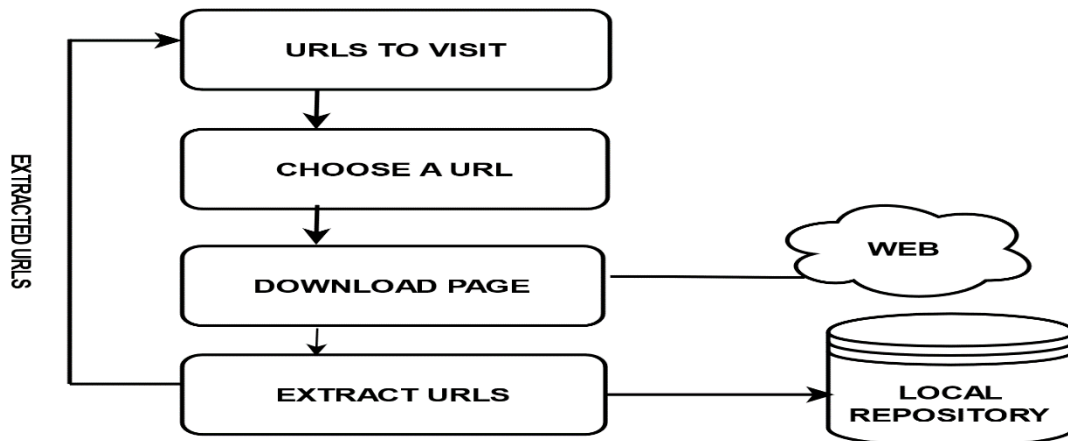 URLS TO VISIT
CHOOSE A URL
EXTRACTED URLS
DOWNLOAD PAGE
WEB
EXTRACT URLS
LOCAL
REPOSITORY